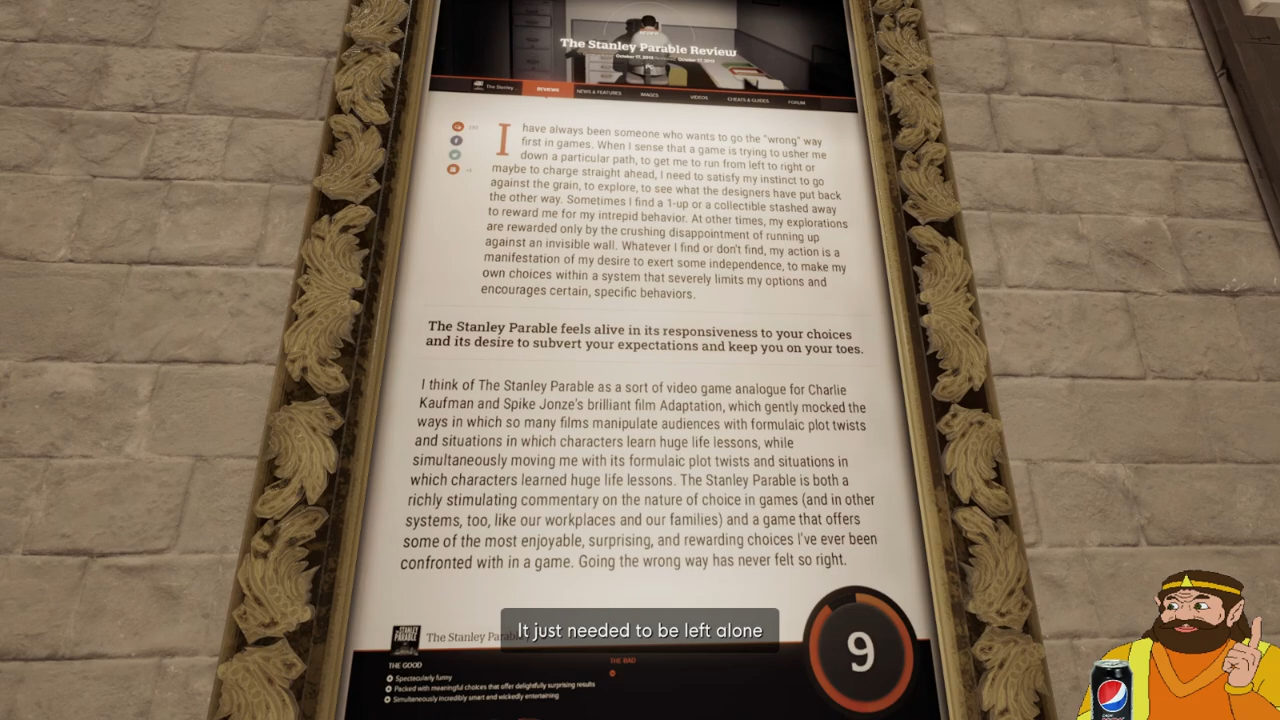 The Stanley Parable Review
PC
The Stanley...
REVIEWS
NEWS & FEATURES
IMAGES
VIDEOS
CHEATS & GUIDES
FORUM
I have always been someone who wants to go the "wrong" way
first in games. When I sense that a game is trying to usher me
down a particular path, to get me to run from left to right or
maybe to charge straight ahead, I need to satisfy my instinct to go
against the grain, to explore, to see what the designers have put back
the other way. Sometimes I find a 1-up or a collectible stashed away
to reward me for my intrepid behavior. At other times, my explorations
are rewarded only by the crushing disappointment of running up
against an invisible wall. Whatever I find or don't find, my action is a
manifestation of my desire to exert some independence, to make my
own choices within a system that severely limits my options and
encourages certain, specific behaviors.
The Stanley Parable feels alive in its responsiveness to your choices
and its desire to subvert your expectations and keep you on your toes.
I think of The Stanley Parable as a sort of video game analogue for Charlie
Kaufman and Spike Jonze's brilliant film Adaptation, which gently mocked the
ways in which so many films manipulate audiences with formulaic plot twists
and situations in which characters learn huge life lessons, while
simultaneously moving me with its formulaic plot twists and situations in
which characters learned huge life lessons. The Stanley Parable is both a
richly stimulating commentary on the nature of choice in games (and in other
systems, too, like our workplaces and our families) and a game that offers
some of the most enjoyable, surprising, and rewarding choices I've ever been
confronted with in a game. Going the wrong way has never felt so right.
It just needed to be left alone
STANLEY
PARABLE
The Stanley Parable
9
THE GOOD
Spectacularly funny
Packed with meaningful choices that offer delightfully surprising results
Simultaneously incredibly smart and wickedly entertaining
THE BAD